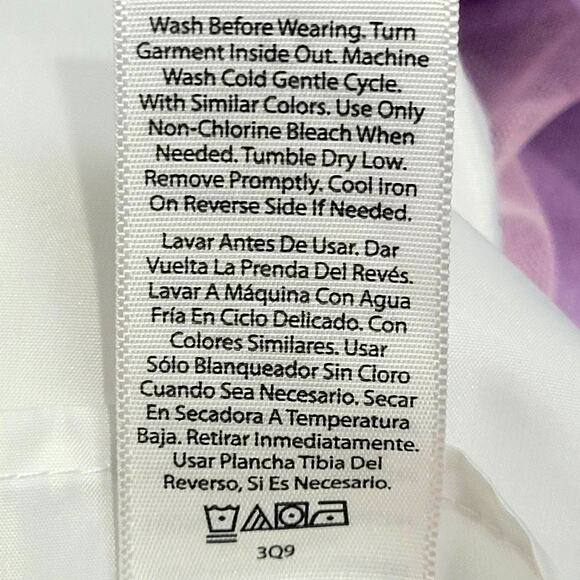 Wash Before Wearing. Turn
Garment Inside Out. Machine
Wash Cold Gentle Cycle.
With Similar Colors. Use Only
Non-Chlorine Bleach When
Needed. Tumble Dry Low.
Remove Promptly. Cool Iron
On Reverse Side If Needed.
Lavar Antes De Usar. Dar
Vuelta La Prenda Del Revés.
Lavar A Máquina Con Agua
Fría En Ciclo Delicado. Con
Colores Similares. Usar
Sólo Blanqueador Sin Cloro
Cuando Sea Necesario. Secar
En Secadora A Temperatura
Baja. Retirar Inmediatamente.
Usar Plancha Tibia Del
Reverso, Si Es Necesario.
3Q9